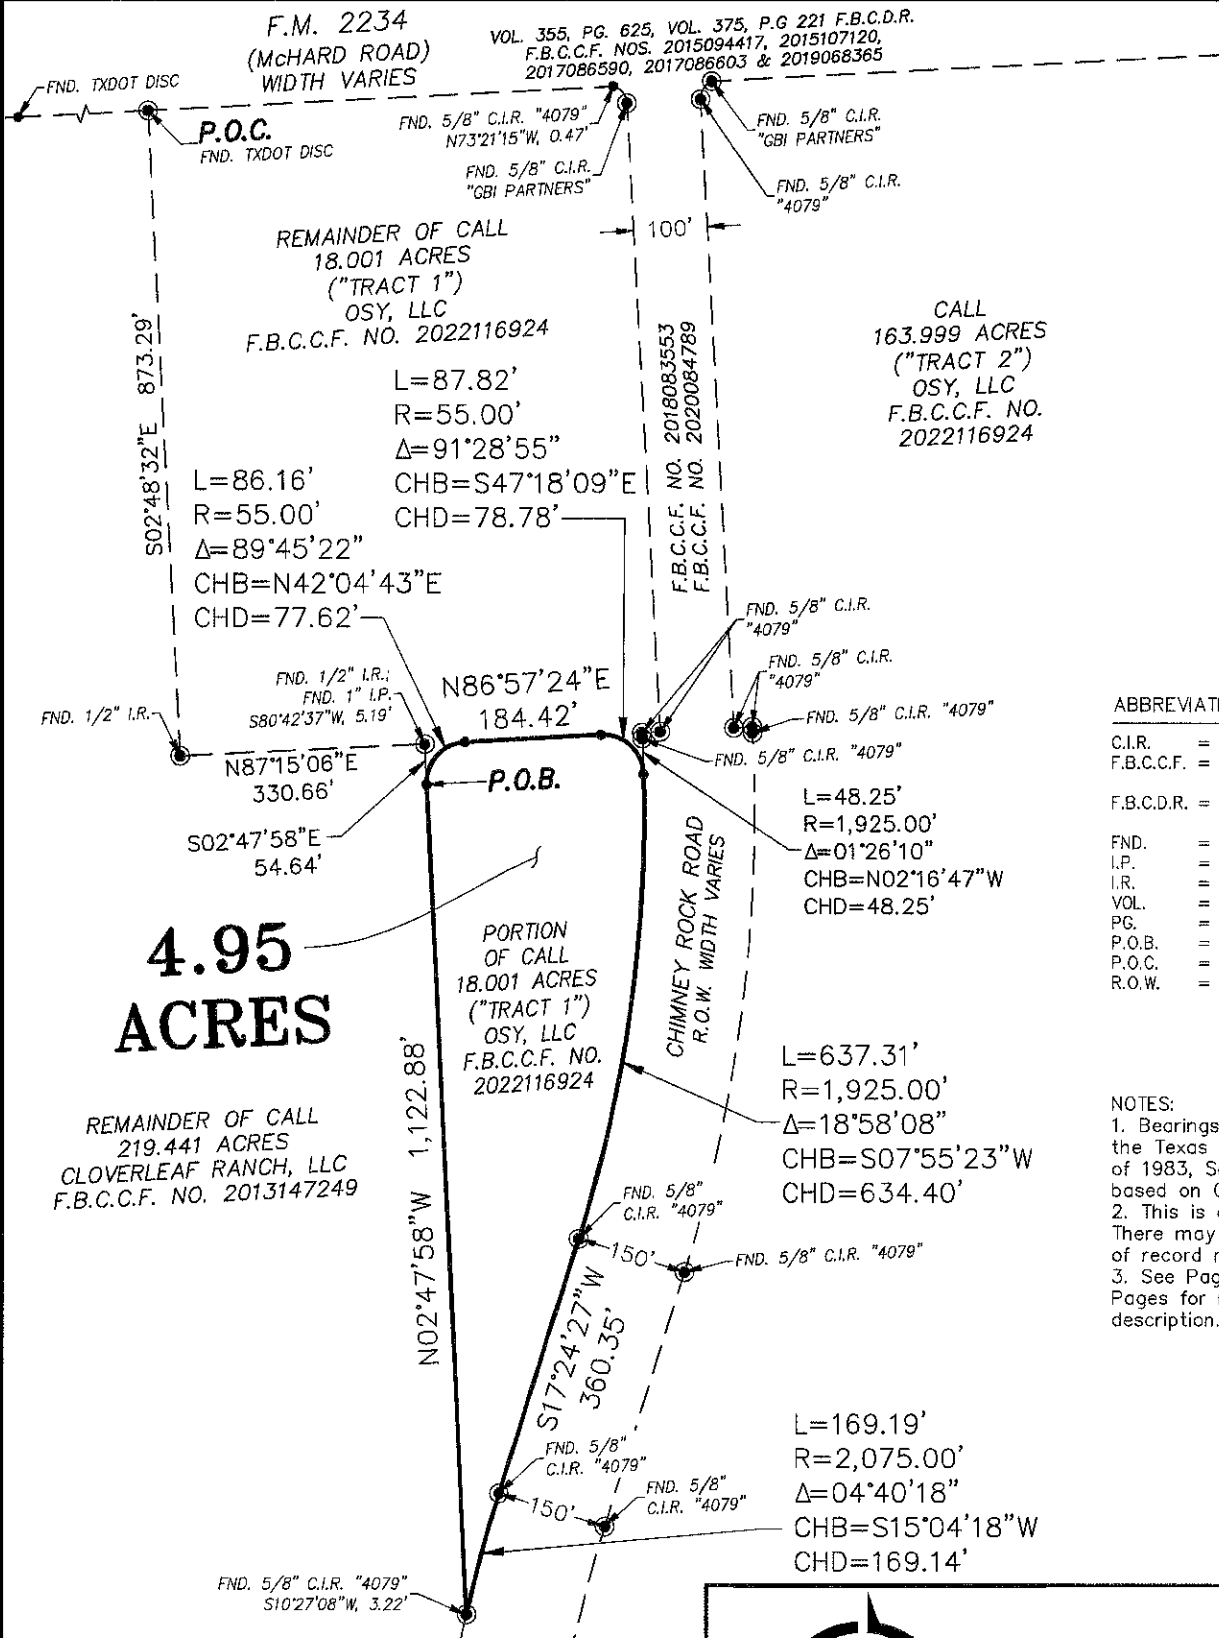 F.M. 2234
(McHARD ROAD)
WIDTH VARIES
VOL. 355, PG. 625, VOL. 375, P.G 221 F.B.C.D.R.
F.B.C.C.F. NOS. 2015094417, 2015107120,
2017086590, 2017086603 & 2019068365
FND. TXDOT DISC
P.O.C.
FND. TXDOT DISC
FND. 5/8" C.I.R. "4079"
N73°21'15"W, 0.47'
FND. 5/8" C.I.R.
"GBI PARTNERS"
FND. 5/8" C.I.R.
"GBI PARTNERS"
FND. 5/8" C.I.R.
"4079"
100'
REMAINDER OF CALL
18.001 ACRES
("TRACT 1")
OSY, LLC
F.B.C.C.F. NO. 2022116924
CALL
163.999 ACRES
("TRACT 2")
OSY, LLC
F.B.C.C.F. NO.
2022116924
S02°48'32"E 873.29'
F.B.C.C.F. NO. 2018083553
F.B.C.C.F. NO. 2020084789
L=87.82'
R=55.00'
Δ=91°28'55"
CHB=S47°18'09"E
CHD=78.78'
L=86.16'
R=55.00'
Δ=89°45'22"
CHB=N42°04'43"E
CHD=77.62'
FND. 5/8" C.I.R.
"4079"
FND. 5/8" C.I.R.
"4079"
FND. 5/8" C.I.R. "4079"
FND. 5/8" C.I.R. "4079"
FND. 1/2" I.R.;
FND. 1" I.P.
S80°42'37"W, 5.19'
FND. 1/2" I.R.
N86°57'24"E
184.42'
N87°15'06"E
330.66'
P.O.B.
S02°47'58"E
54.64'
L=48.25'
R=1,925.00'
Δ=01°26'10"
CHB=N02°16'47"W
CHD=48.25'
CHIMNEY ROCK ROAD
R.O.W. WIDTH VARIES
4.95
ACRES
PORTION
OF CALL
18.001 ACRES
("TRACT 1")
OSY, LLC
F.B.C.C.F. NO.
2022116924
N02°47'58"W 1,122.88'
REMAINDER OF CALL
219.441 ACRES
CLOVERLEAF RANCH, LLC
F.B.C.C.F. NO. 2013147249
L=637.31'
R=1,925.00'
Δ=18°58'08"
CHB=S07°55'23"W
CHD=634.40'
FND. 5/8"
C.I.R. "4079"
150'
FND. 5/8" C.I.R. "4079"
S17°24'27"W
360.35'
FND. 5/8"
C.I.R. "4079"
150'
FND. 5/8"
C.I.R. "4079"
L=169.19'
R=2,075.00'
Δ=04°40'18"
CHB=S15°04'18"W
CHD=169.14'
FND. 5/8" C.I.R. "4079"
S10°27'08"W, 3.22'
ABBREVIAT
C.I.R. =
F.B.C.C.F. =
F.B.C.D.R. =
FND. =
I.P. =
I.R. =
VOL. =
PG. =
P.O.B. =
P.O.C. =
R.O.W. =
NOTES:
1. Bearings
the Texas
of 1983, S
based on
2. This is
There may
of record
3. See Pag
Pages for
description.